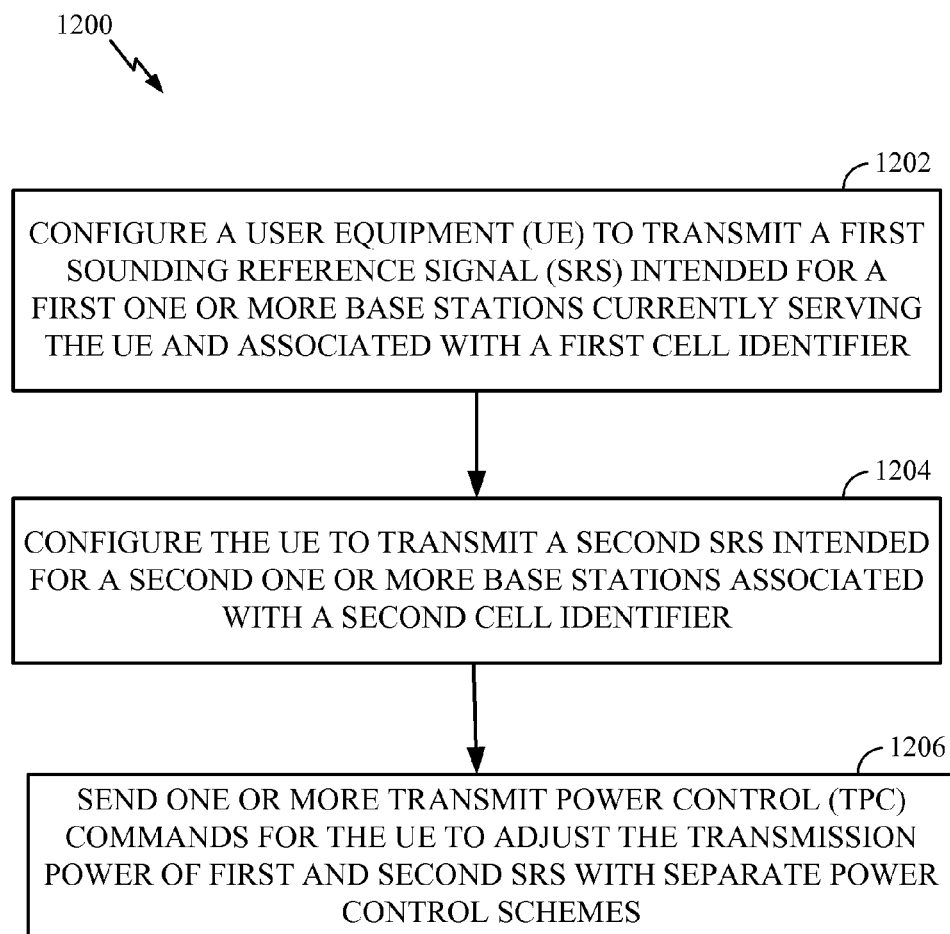 1200
1202
CONFIGURE A USER EQUIPMENT (UE) TO TRANSMIT A FIRST
SOUNDING REFERENCE SIGNAL (SRS) INTENDED FOR A
FIRST ONE OR MORE BASE STATIONS CURRENTLY SERVING
THE UE AND ASSOCIATED WITH A FIRST CELL IDENTIFIER
1204
CONFIGURE THE UE TO TRANSMIT A SECOND SRS INTENDED
FOR A SECOND ONE OR MORE BASE STATIONS ASSOCIATED
WITH A SECOND CELL IDENTIFIER
1206
SEND ONE OR MORE TRANSMIT POWER CONTROL (TPC)
COMMANDS FOR THE UE TO ADJUST THE TRANSMISSION
POWER OF FIRST AND SECOND SRS WITH SEPARATE POWER
CONTROL SCHEMES